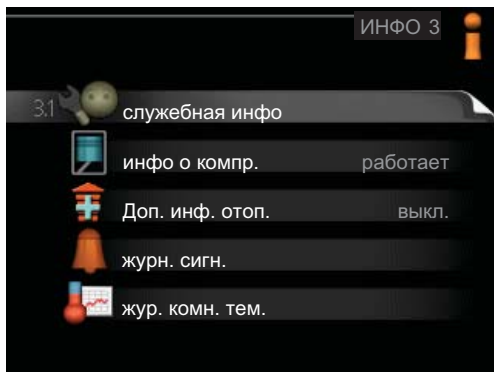 ИНФО 3
3.1 служебная инфо
инфо о компр. работает
Доп. инф. отоп. выкл.
журн. сигн.
жур. комн. тем.